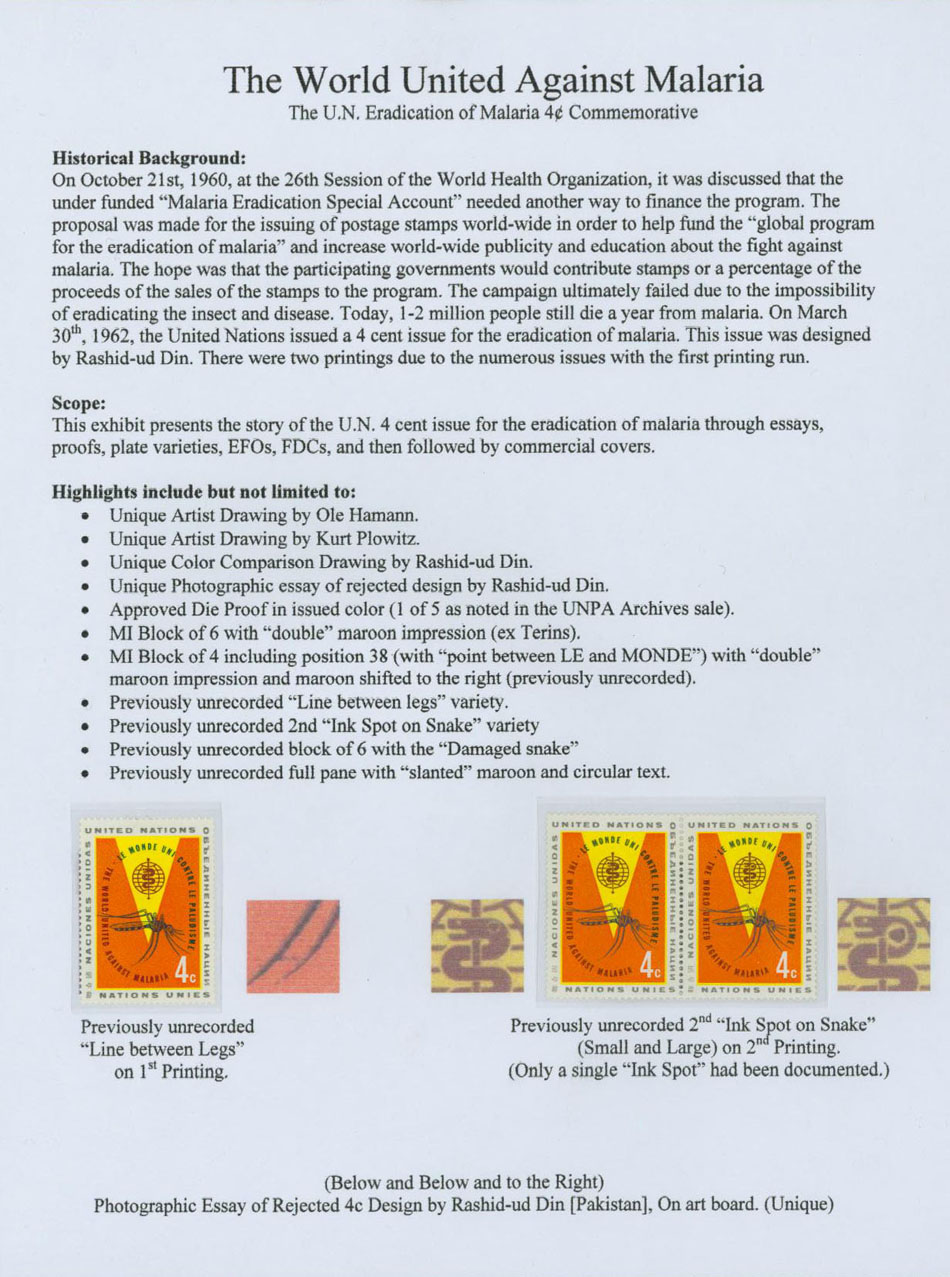 The World United Against Malaria
The U.N. Eradication of Malaria 4¢ Commemorative
Historical Background:
On October 21st, 1960, at the 26th Session of the World Health Organization, it was discussed that the
under funded “Malaria Eradication Special Account” needed another way to finance the program. The
proposal was made for the issuing of postage stamps world-wide in order to help fund the “global program
for the eradication of malaria” and increase world-wide publicity and education about the fight against
malaria. The hope was that the participating governments would contribute stamps or a percentage of the
proceeds of the sales of the stamps to the program. The campaign ultimately failed due to the impossibility
of eradicating the insect and disease. Today, 1-2 million people still die a year from malaria. On March
30th, 1962, the United Nations issued a 4 cent issue for the eradication of malaria. This issue was designed
by Rashid-ud Din. There were two printings due to the numerous issues with the first printing run.
Scope:
This exhibit presents the story of the U.N. 4 cent issue for the eradication of malaria through essays,
proofs, plate varieties, EFOs, FDCs, and then followed by commercial covers.
Highlights include but not limited to:
• Unique Artist Drawing by Ole Hamann.
• Unique Artist Drawing by Kurt Plowitz.
• Unique Color Comparison Drawing by Rashid-ud Din.
• Unique Photographic essay of rejected design by Rashid-ud Din.
• Approved Die Proof in issued color (1 of 5 as noted in the UNPA Archives sale).
• MI Block of 6 with “double” maroon impression (ex Terins).
• MI Block of 4 including position 38 (with “point between LE and MONDE”) with “double”
maroon impression and maroon shifted to the right (previously unrecorded).
• Previously unrecorded “Line between legs” variety.
• Previously unrecorded 2nd “Ink Spot on Snake” variety
• Previously unrecorded block of 6 with the “Damaged snake”
• Previously unrecorded full pane with “slanted” maroon and circular text.
UNITED NATIONS
ОБЪЕДИНЕННЫЕ НАЦИИ
NACIONES UNIDAS
LE MONDE UNI CONTRE LE PALUDISME
THE WORLD UNITED AGAINST MALARIA
4c
NATIONS UNIES
UNITED NATIONS
ОБЪЕДИНЕННЫЕ НАЦИИ
NACIONES UNIDAS
LE MONDE UNI CONTRE LE PALUDISME
THE WORLD UNITED AGAINST MALARIA
4c
NATIONS UNIES
UNITED NATIONS
ОБЪЕДИНЕННЫЕ НАЦИИ
NACIONES UNIDAS
LE MONDE UNI CONTRE LE PALUDISME
THE WORLD UNITED AGAINST MALARIA
4c
NATIONS UNIES
Previously unrecorded
“Line between Legs”
on 1st Printing.
Previously unrecorded 2nd “Ink Spot on Snake”
(Small and Large) on 2nd Printing.
(Only a single “Ink Spot” had been documented.)
(Below and Below and to the Right)
Photographic Essay of Rejected 4c Design by Rashid-ud Din [Pakistan], On art board. (Unique)